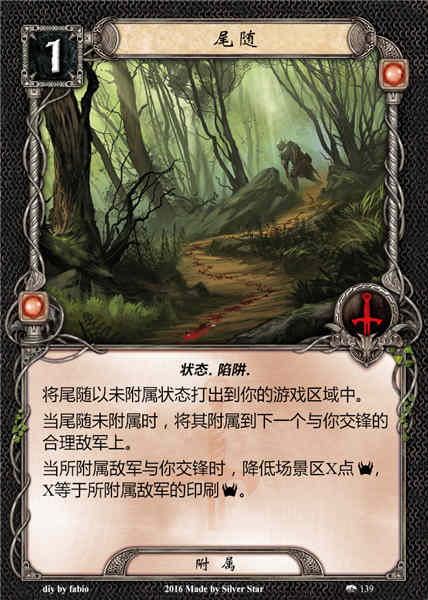 尾随
1
状态. 陷阱.
将尾随以未附属状态打出到你的游戏区域中。
当尾随未附属时，将其附属到下一个与你交锋的
合理敌军上。
当所附属敌军与你交锋时，降低场景区X点 ，
X等于所附属敌军的印刷 。
附属
diy by fabio 2016 Made by Silver Star 139